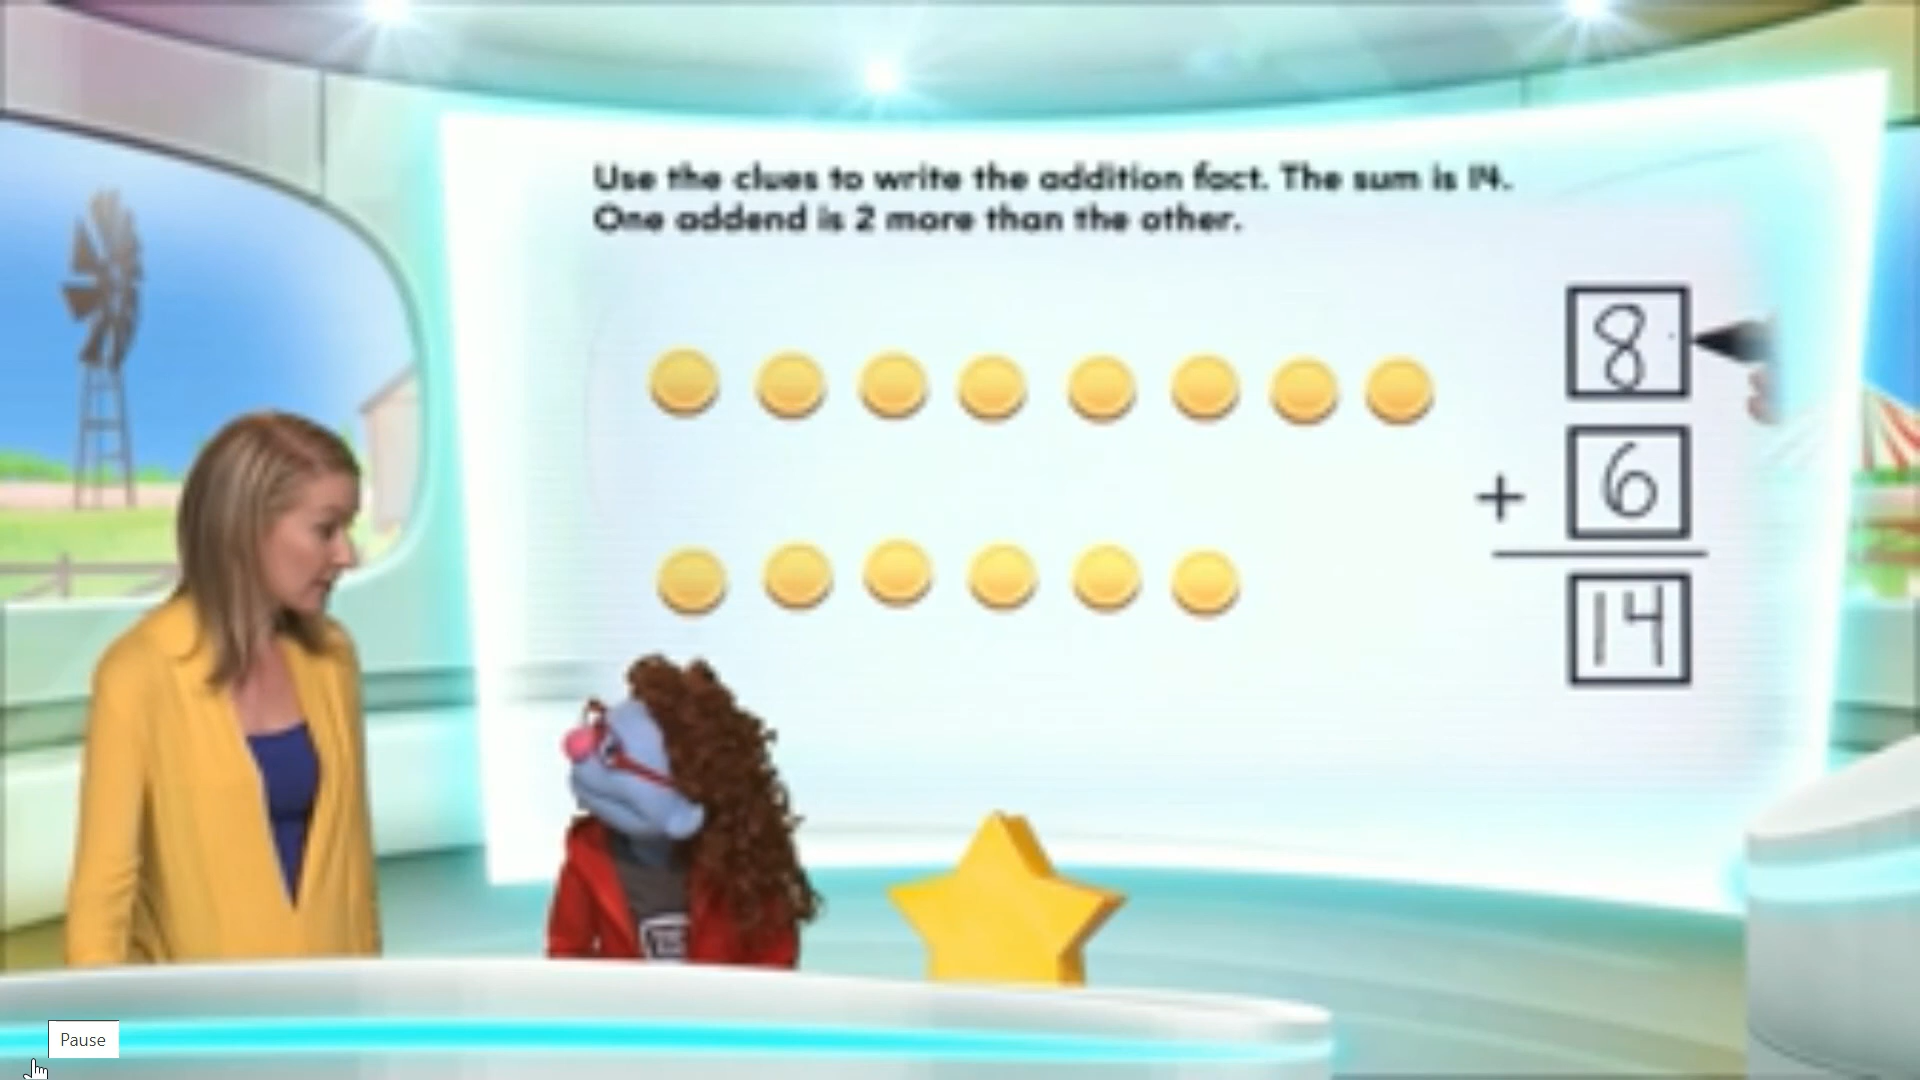 Use the clues to write the addition fact. The sum is 14.
One addend is 2 more than the other.
8
+ 6
14
Pause